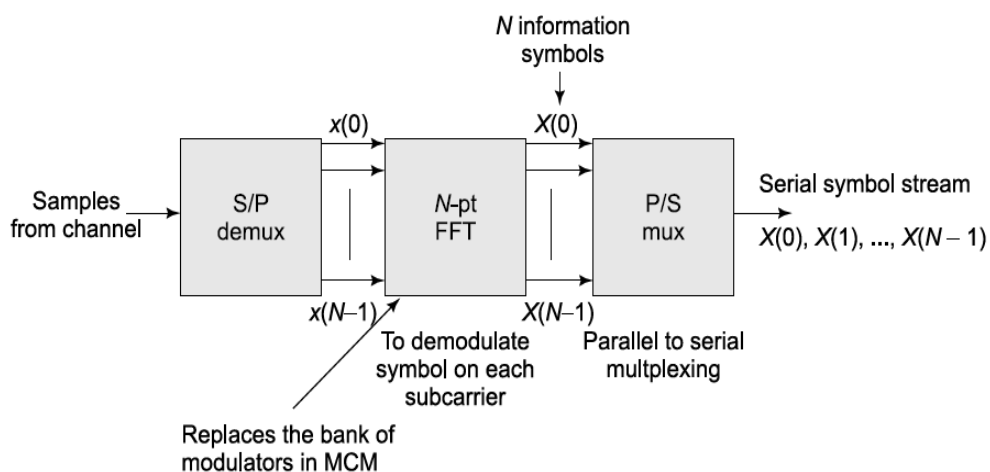 N information
symbols
x(0)
X(0)
Samples
from channel
S/P
demux
N-pt
FFT
P/S
mux
Serial symbol stream
X(0), X(1), ..., X(N – 1)
x(N–1)
X(N–1)
To demodulate
symbol on each
subcarrier
Parallel to serial
multplexing
Replaces the bank of
modulators in MCM